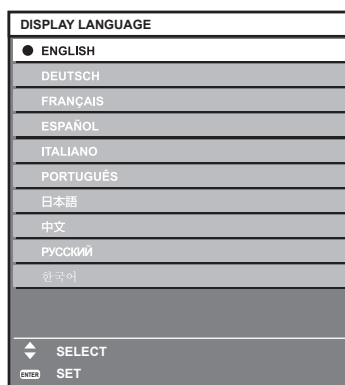 DISPLAY LANGUAGE
ENGLISH
DEUTSCH
FRANÇAIS
ESPAÑOL
ITALIANO
PORTUGUÊS
日本語
中文
РУССКИЙ
한국어
SELECT
ENTER SET